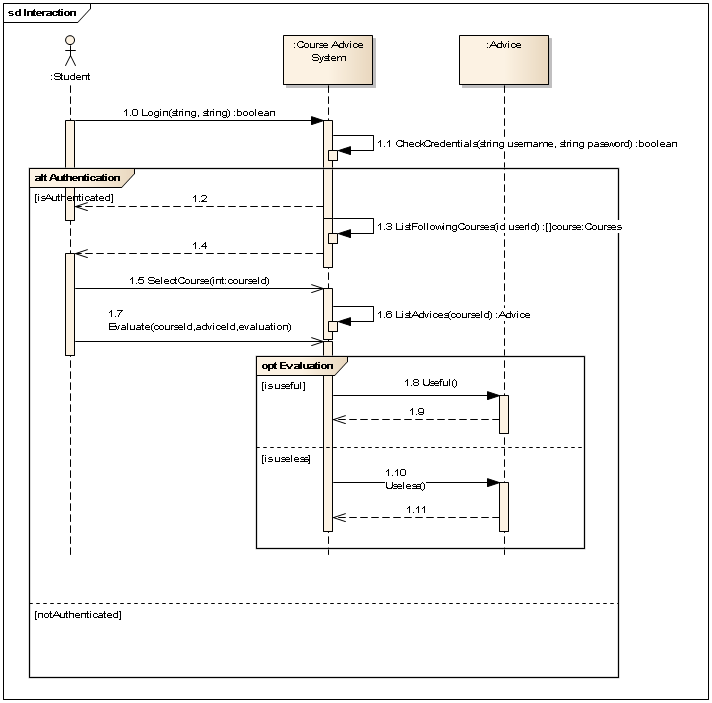 sd Interaction
:Student
:Course Advice
System
:Advice
1.0 Login(string, string) :boolean
1.1 CheckCredentials(string username, string password) :boolean
alt Authentication
[isAuthenticated]
1.2
1.3 ListFollowingCourses(id userId) :[]course:Courses
1.4
1.5 SelectCourse(int:courseId)
1.6 ListAdvices(courseId) :Advice
1.7
Evaluate(courseId,adviceId,evaluation)
opt Evaluation
[is useful]
1.8 Useful()
1.9
[is useless]
1.10
Useless()
1.11
[notAuthenticated]